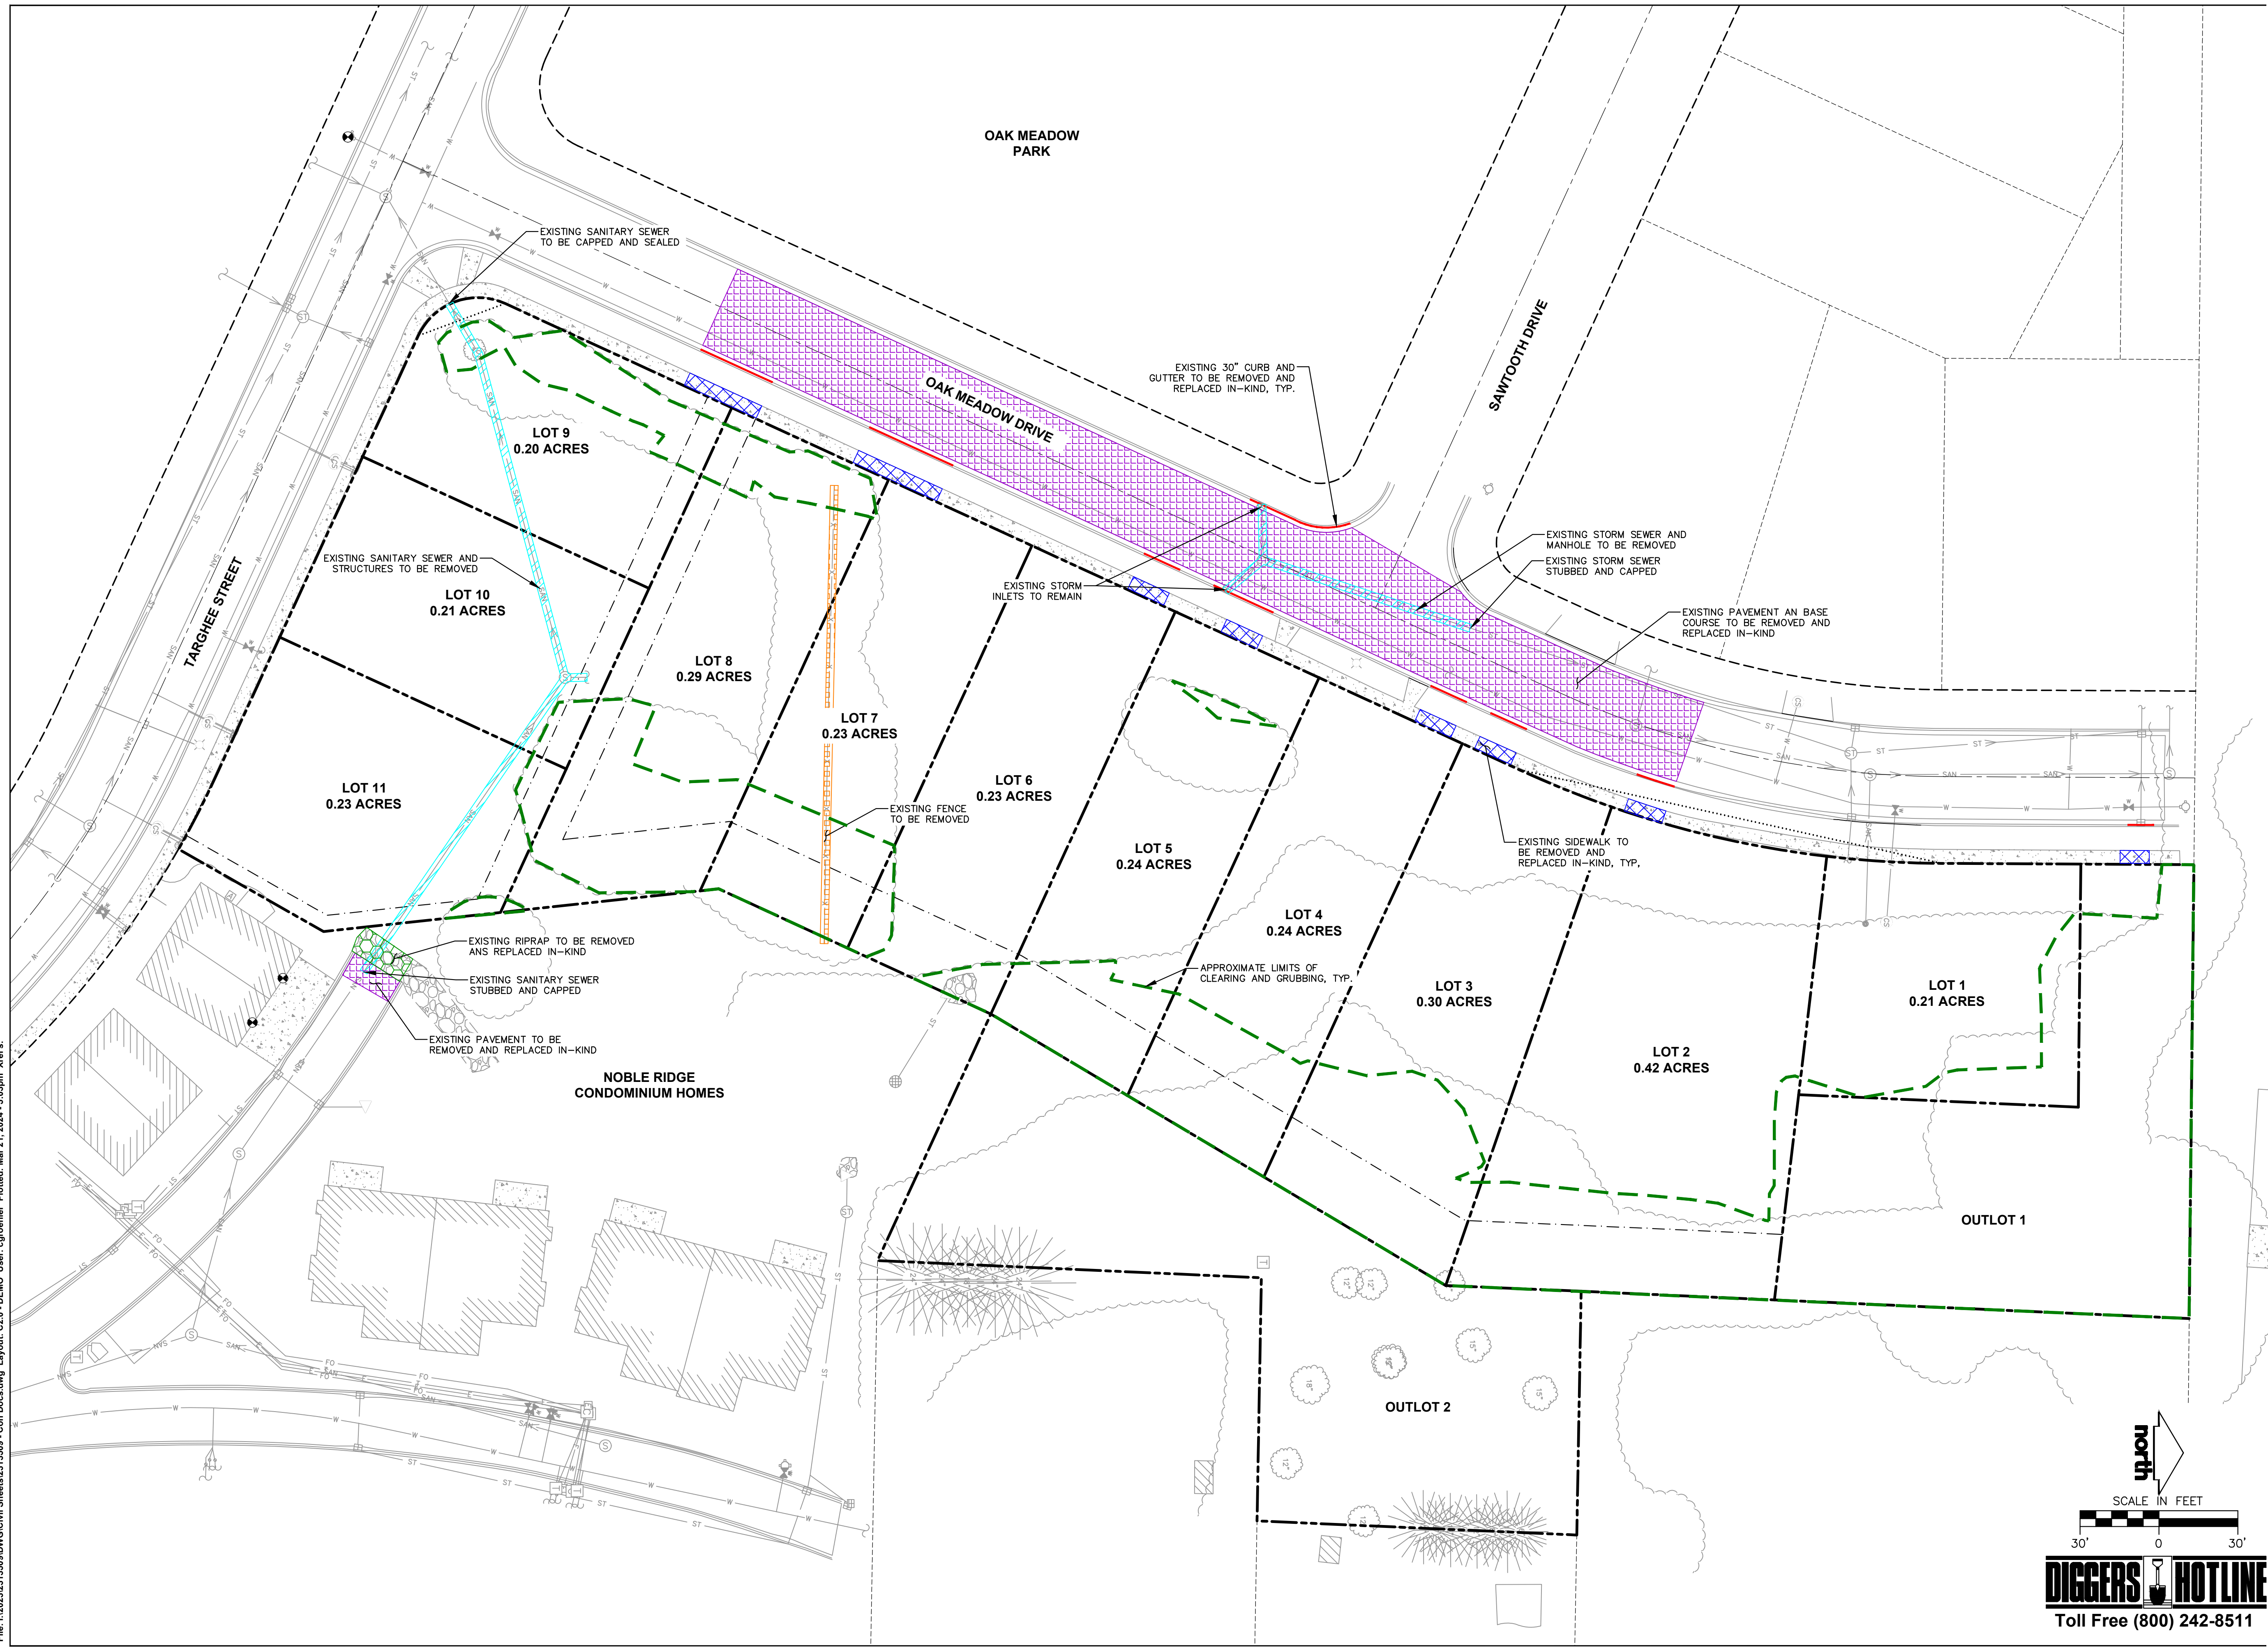 OAK MEADOW
PARK
EXISTING SANITARY SEWER
TO BE CAPPED AND SEALED
SAWTOOTH DRIVE
EXISTING 30" CURB AND
GUTTER TO BE REMOVED AND
REPLACED IN-KIND, TYP.
OAK MEADOW DRIVE
LOT 9
0.20 ACRES
EXISTING STORM SEWER AND
MANHOLE TO BE REMOVED
EXISTING STORM SEWER
STUBBED AND CAPPED
EXISTING SANITARY SEWER AND
STRUCTURES TO BE REMOVED
EXISTING STORM
INLETS TO REMAIN
TARGHEE STREET
LOT 10
0.21 ACRES
EXISTING PAVEMENT AN BASE
COURSE TO BE REMOVED AND
REPLACED IN-KIND
LOT 8
0.29 ACRES
LOT 7
0.23 ACRES
LOT 11
0.23 ACRES
LOT 6
0.23 ACRES
EXISTING FENCE
TO BE REMOVED
LOT 5
0.24 ACRES
EXISTING SIDEWALK TO
BE REMOVED AND
REPLACED IN-KIND, TYP,
LOT 4
0.24 ACRES
EXISTING RIPRAP TO BE REMOVED
ANS REPLACED IN-KIND
EXISTING SANITARY SEWER
STUBBED AND CAPPED
APPROXIMATE LIMITS OF
CLEARING AND GRUBBING, TYP.
LOT 3
0.30 ACRES
LOT 1
0.21 ACRES
EXISTING PAVEMENT TO BE
REMOVED AND REPLACED IN-KIND
LOT 2
0.42 ACRES
NOBLE RIDGE
CONDOMINIUM HOMES
OUTLOT 1
OUTLOT 2
12"
12"
15"
18"
15"
12"
12"
north
SCALE IN FEET
30' 0 30'
DIGGERS HOTLINE
Toll Free (800) 242-8511